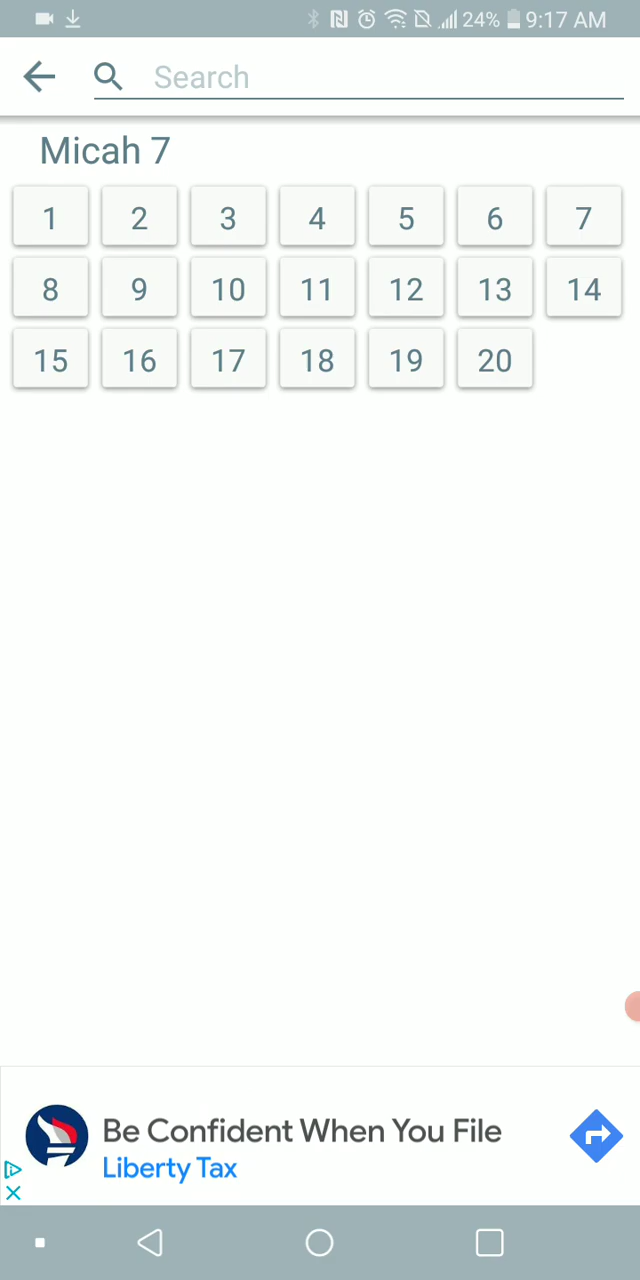 24% 9:17 AM
Search
Micah 7
1 2 3 4 5 6 7
8 9 10 11 12 13 14
15 16 17 18 19 20
Be Confident When You File
Liberty Tax